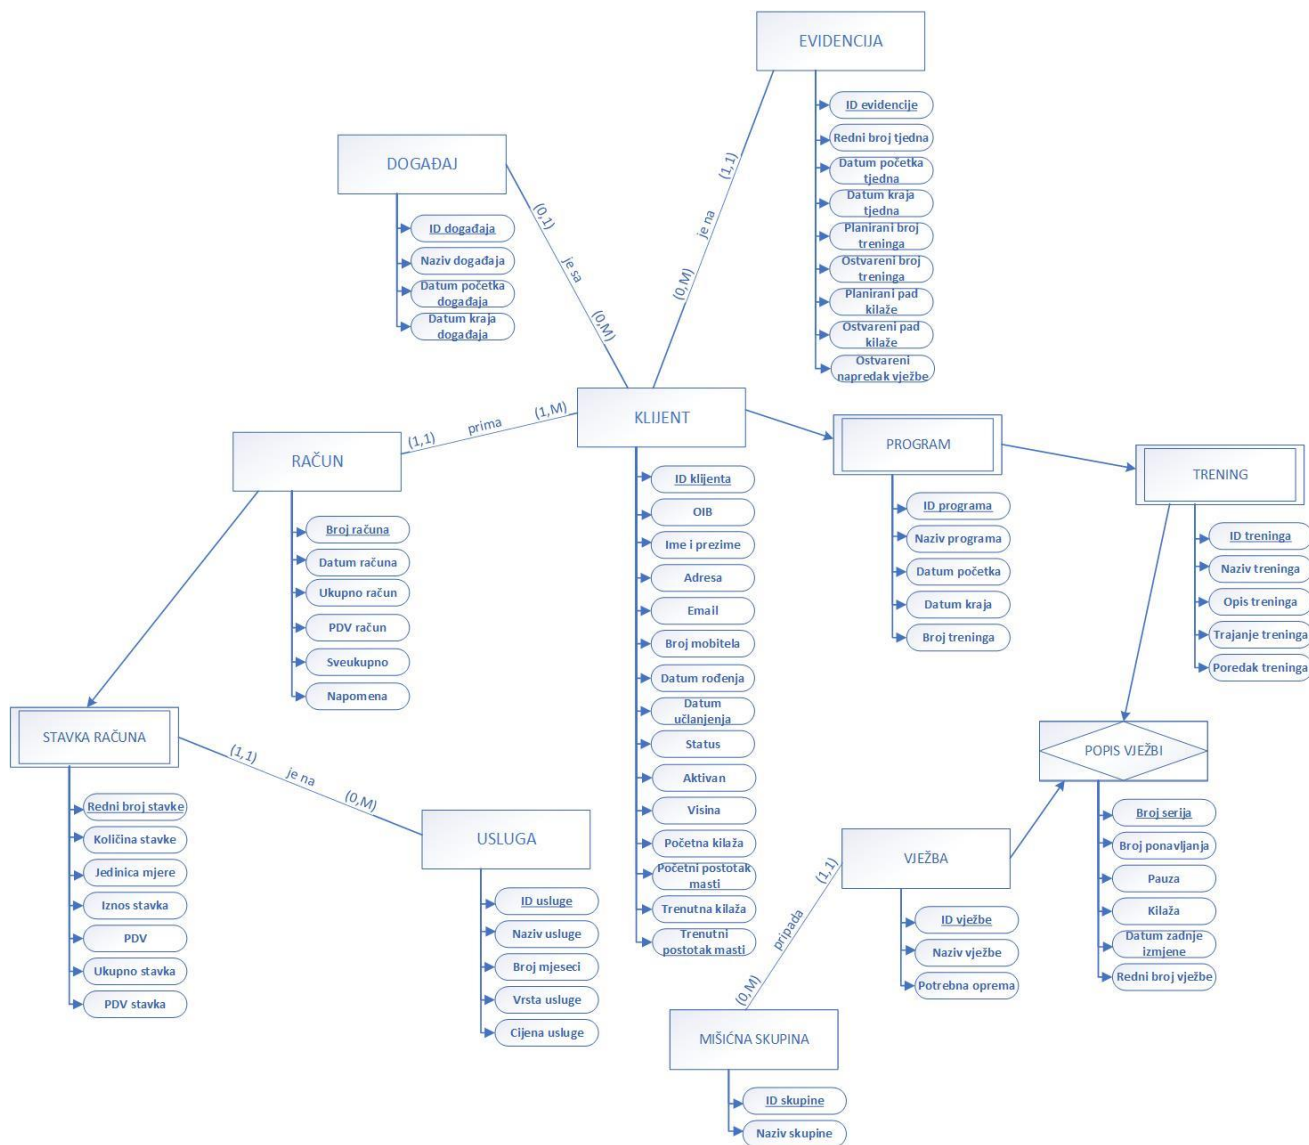 EVIDENCIJA
ID evidencije
Redni broj tjedna
Datum početka
tjedna
Datum kraja
tjedna
Planirani broj
treninga
Ostvareni broj
treninga
Planirani pad
kilaže
Ostvareni pad
kilaže
Ostvareni
napredak vježbe
(1,1)
je na
(0,M)
DOGAĐAJ
ID događaja
Naziv događaja
Datum početka
događaja
Datum kraja
događaja
(0,1)
je sa
(0,M)
KLIJENT
ID klijenta
OIB
Ime i prezime
Adresa
Email
Broj mobitela
Datum rođenja
Datum
učlanjenja
Status
Aktivan
Visina
Početna kilaža
Početni postotak
masti
Trenutna kilaža
Trenutni
postotak masti
(1,1)
prima
(1,M)
RAČUN
Broj računa
Datum računa
Ukupno račun
PDV račun
Sveukupno
Napomena
PROGRAM
ID programa
Naziv programa
Datum početka
Datum kraja
Broj treninga
TRENING
ID treninga
Naziv treninga
Opis treninga
Trajanje treninga
Poredak treninga
STAVKA RAČUNA
Redni broj stavke
Količina stavke
Jedinica mjere
Iznos stavka
PDV
Ukupno stavka
PDV stavka
(1,1)
je na
(0,M)
USLUGA
ID usluge
Naziv usluge
Broj mjeseci
Vrsta usluge
Cijena usluge
POPIS VJEŽBI
Broj serija
Broj ponavljanja
Pauza
Kilaža
Datum zadnje
izmjene
Redni broj vježbe
VJEŽBA
ID vježbe
Naziv vježbe
Potrebna oprema
(1,1)
pripada
(0,M)
MIŠIĆNA SKUPINA
ID skupine
Naziv skupine